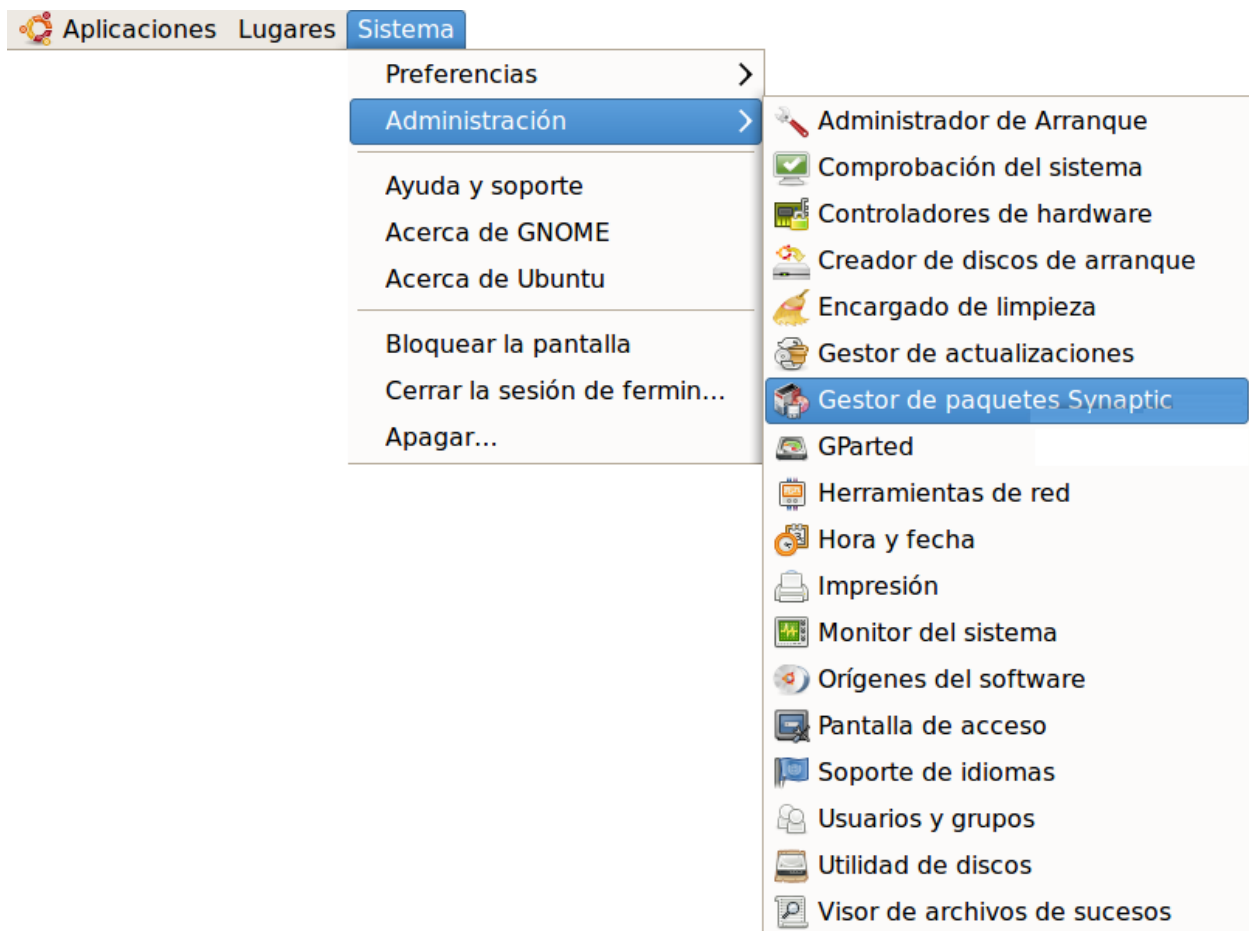 Aplicaciones Lugares Sistema
Preferencias
Administración
Ayuda y soporte
Acerca de GNOME
Acerca de Ubuntu
Bloquear la pantalla
Cerrar la sesión de fermin...
Apagar...
Administrador de Arranque
Comprobación del sistema
Controladores de hardware
Creador de discos de arranque
Encargado de limpieza
Gestor de actualizaciones
Gestor de paquetes Synaptic
GParted
Herramientas de red
Hora y fecha
Impresión
Monitor del sistema
Orígenes del software
Pantalla de acceso
Soporte de idiomas
Usuarios y grupos
Utilidad de discos
Visor de archivos de sucesos